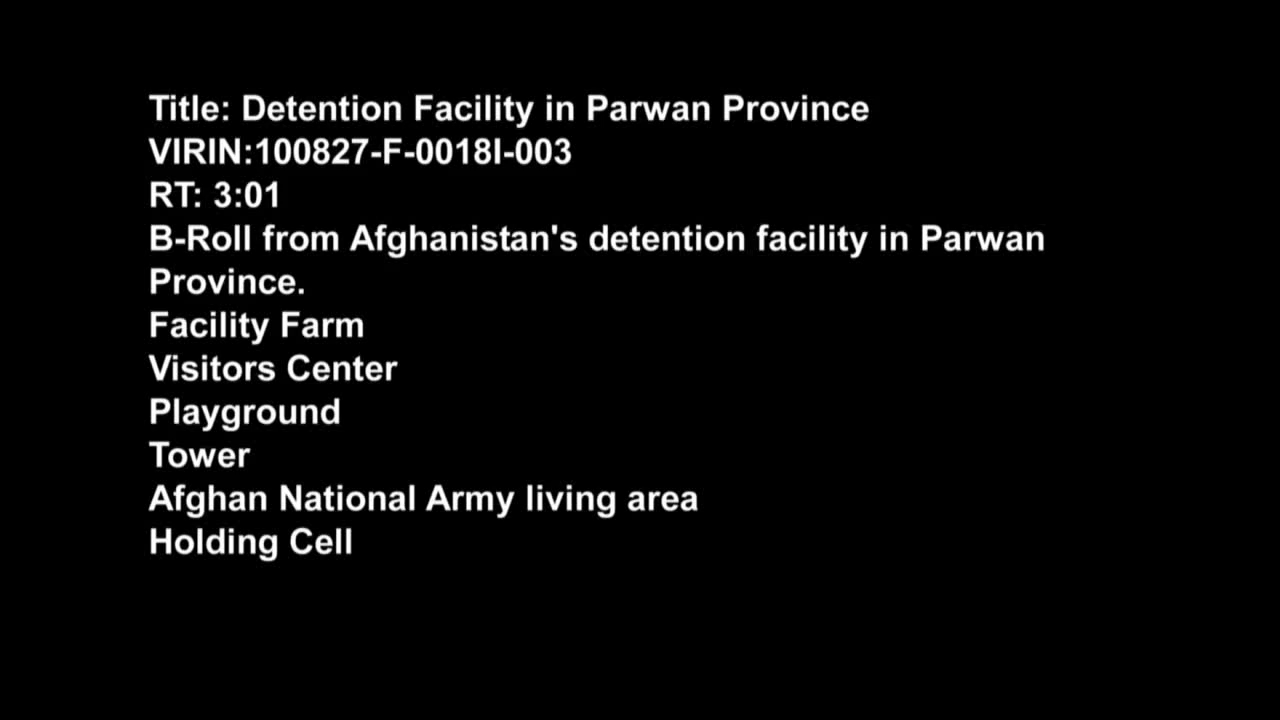 Title: Detention Facility in Parwan Province
VIRIN:100827-F-0018I-003
RT: 3:01
B-Roll from Afghanistan's detention facility in Parwan
Province.
Facility Farm
Visitors Center
Playground
Tower
Afghan National Army living area
Holding Cell